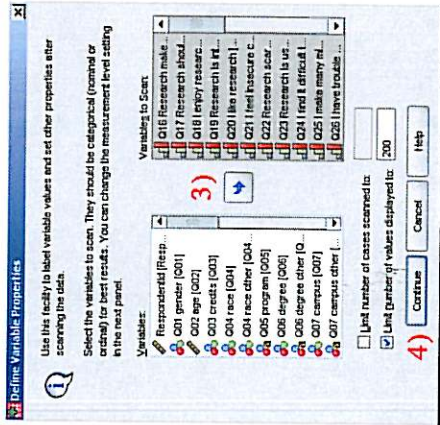 Define Variable Properties
Use this facility to label variable values and set other properties after
scanning the data.
Select the variables to scan. They should be categorical (nominal or
ordinal) for best results. You can change the measurement level setting
in the next panel.
Variables:
RespondentId [Resp...
Q01 gender [Q01]
Q02 age [Q02]
Q03 credits [Q03]
Q04 race [Q04]
Q04 race other [Q04...
Q05 program [Q05]
Q06 degree [Q06]
Q06 degree other [Q...
Q07 campus [Q07]
Q07 campus other [...
3)
Variables to Scan:
Q16 Research make...
Q17 Research shoul...
Q18 I enjoy researc...
Q19 Research is int...
Q20 I like research [...
Q21 I feel insecure c...
Q22 Research scar...
Q23 Research is us...
Q24 I find it difficult t...
Q25 I make many mi...
Q26 I have trouble ...
Limit number of cases scanned to:
Limit number of values displayed to:
200
4)
Continue
Cancel
Help